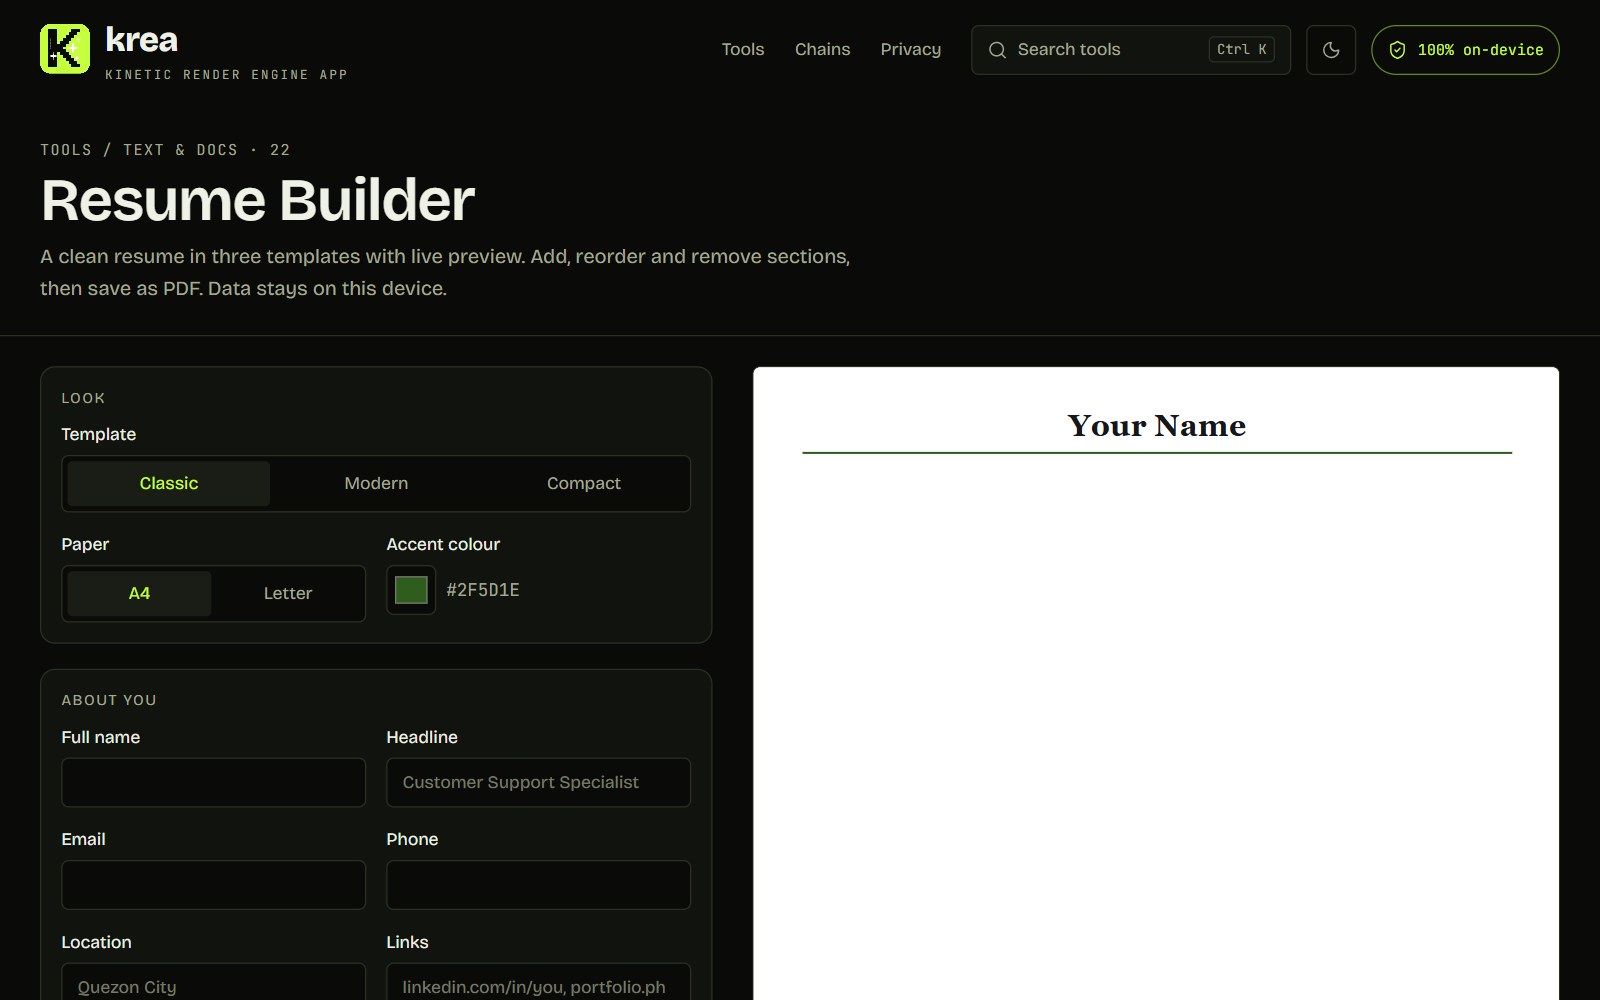 K
krea
KINETIC RENDER ENGINE APP
Tools
Chains
Privacy
Search tools
Ctrl K
100% on-device
TOOLS / TEXT & DOCS · 22
Resume Builder
A clean resume in three templates with live preview. Add, reorder and remove sections,
then save as PDF. Data stays on this device.
LOOK
Template
Classic
Modern
Compact
Paper
Accent colour
A4
Letter
#2F5D1E
ABOUT YOU
Full name
Headline
Customer Support Specialist
Email
Phone
Location
Links
Quezon City
linkedin.com/in/you, portfolio.ph
Your Name